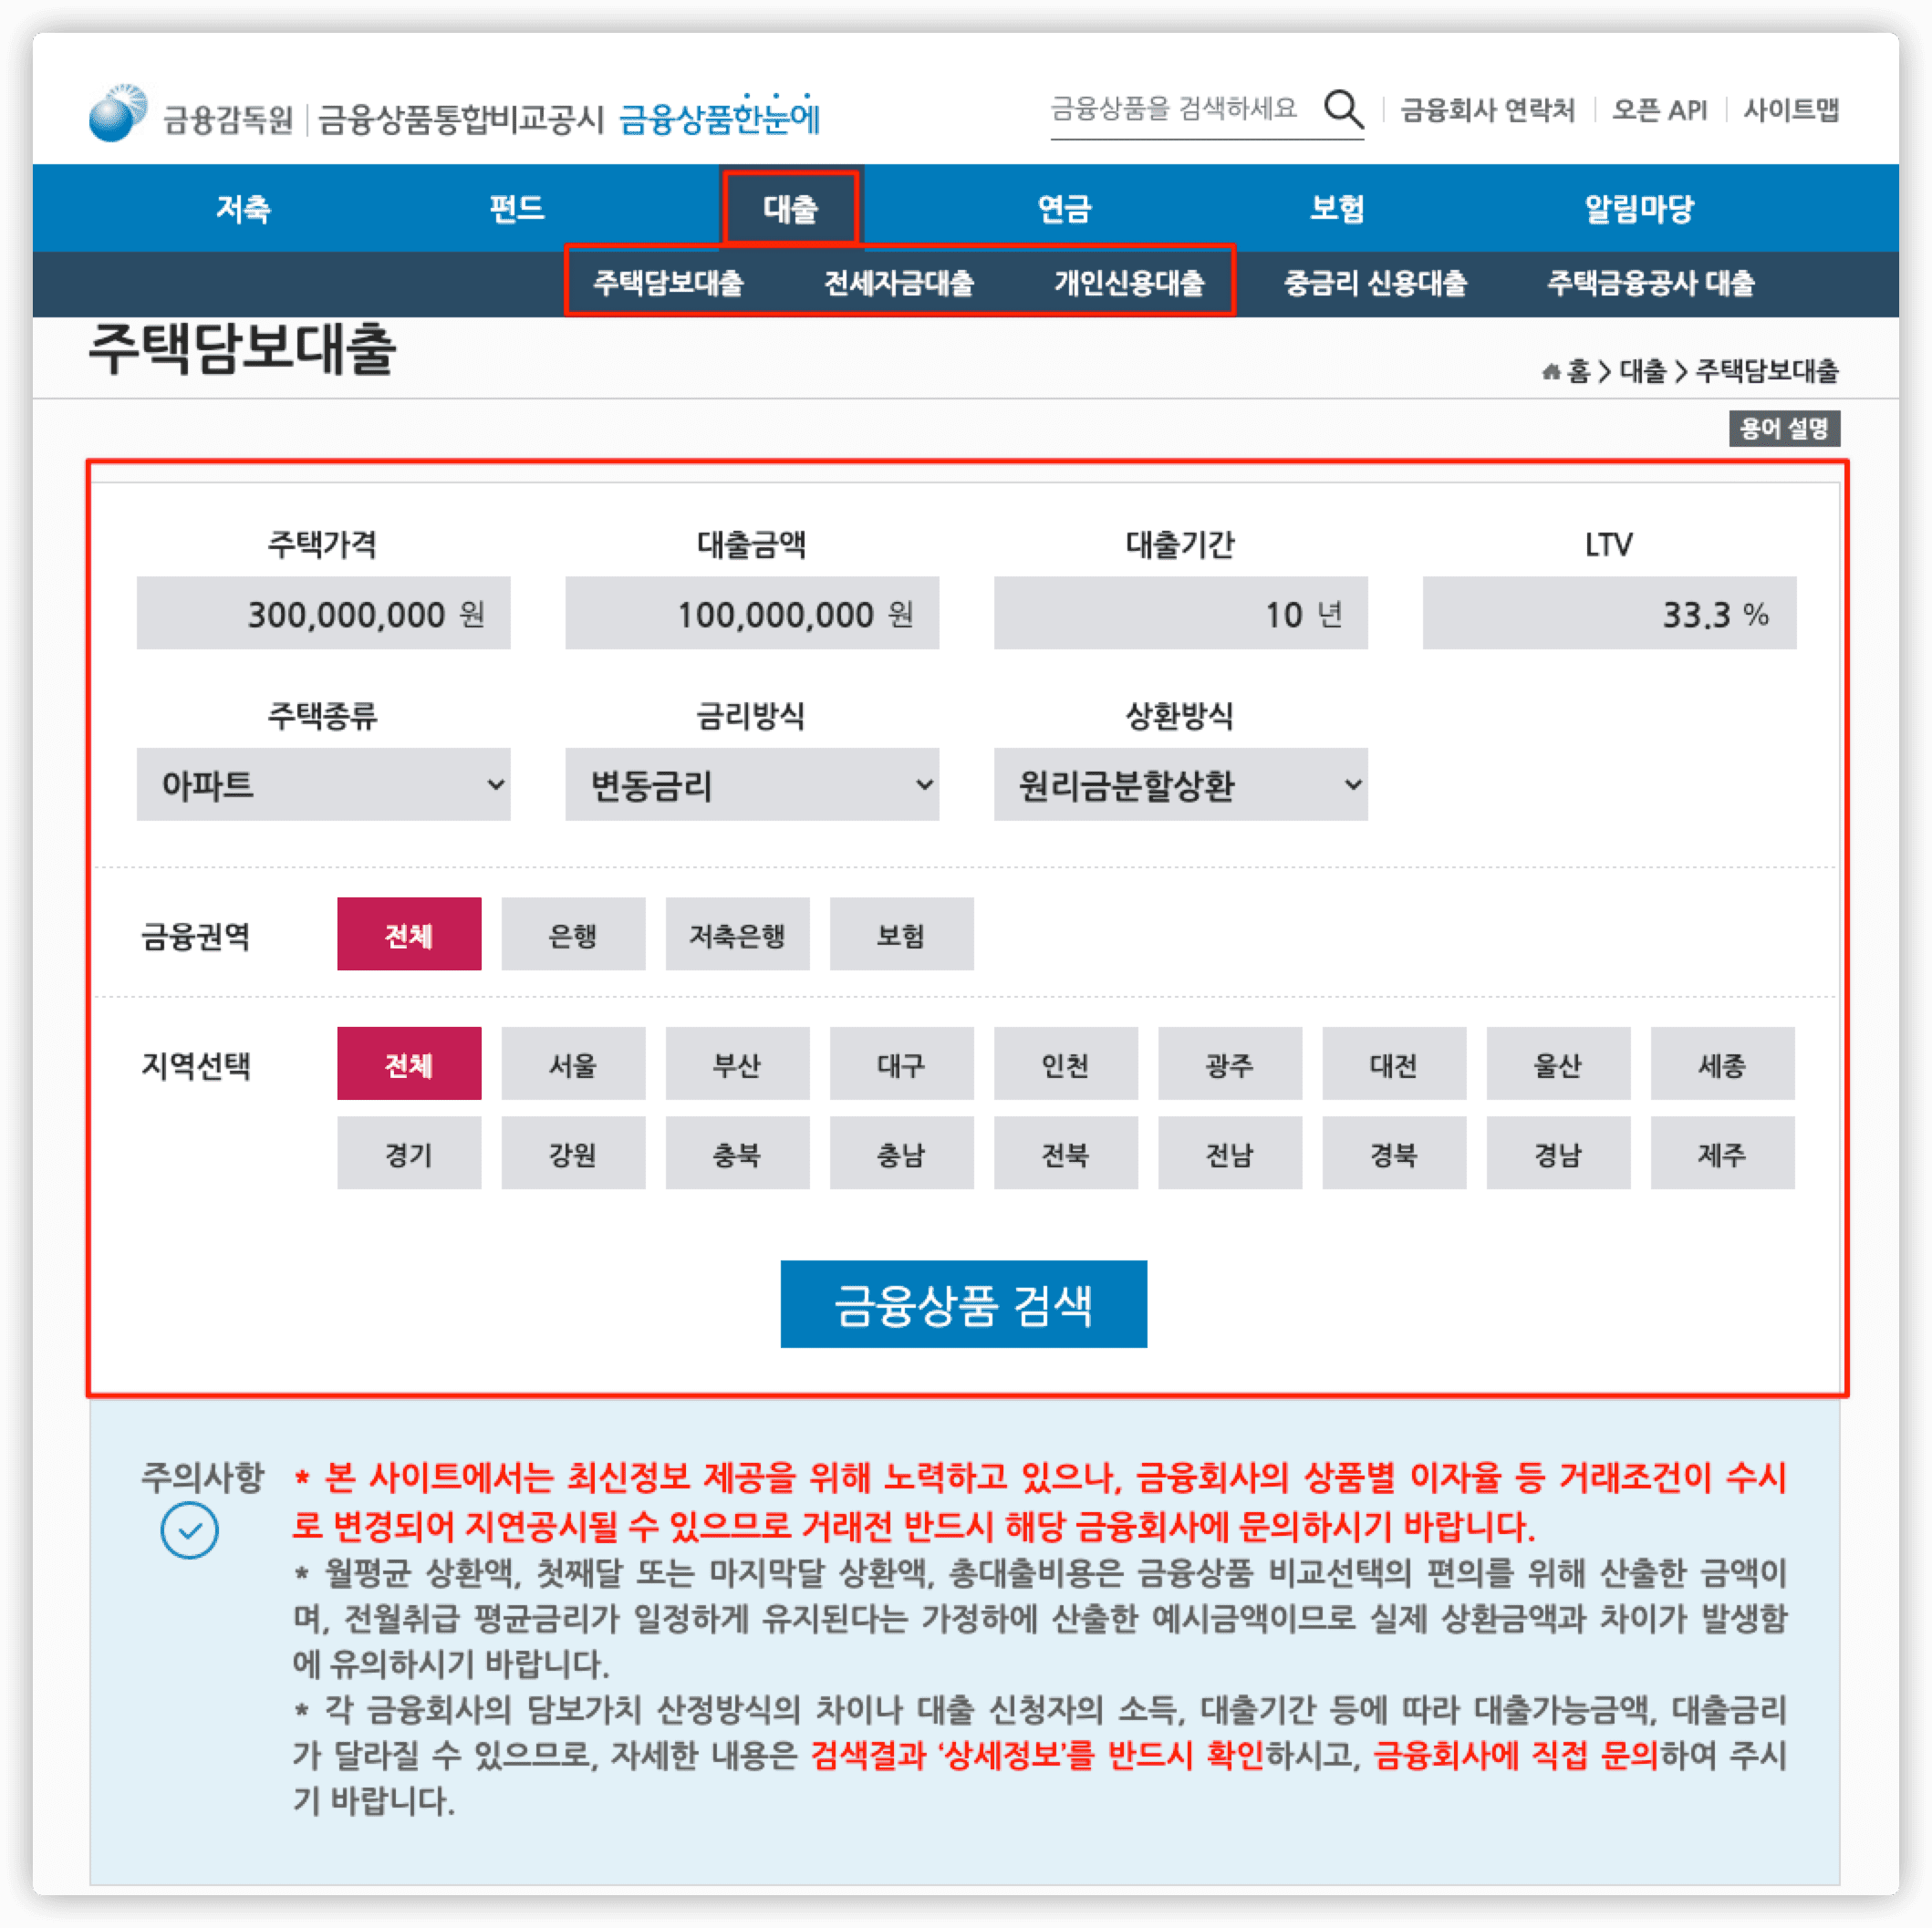 금융감독원 금융상품통합비교공시 금융상품한눈에
금융상품을 검색하세요 금융회사 연락처 오픈 API 사이트맵
저축 펀드 대출 연금 보험 알림마당
주택담보대출 전세자금대출 개인신용대출 중금리 신용대출 주택금융공사 대출
주택담보대출
홈 > 대출 > 주택담보대출
용어 설명
주택가격 대출금액 대출기간 LTV
300,000,000 원 100,000,000 원 10 년 33.3 %
주택종류 금리방식 상환방식
아파트 변동금리 원리금분할상환
금융권역 전체 은행 저축은행 보험
지역선택 전체 서울 부산 대구 인천 광주 대전 울산 세종
경기 강원 충북 충남 전북 전남 경북 경남 제주
금융상품 검색
주의사항 * 본 사이트에서는 최신정보 제공을 위해 노력하고 있으나, 금융회사의 상품별 이자율 등 거래조건이 수시
로 변경되어 지연공시될 수 있으므로 거래전 반드시 해당 금융회사에 문의하시기 바랍니다.
* 월평균 상환액, 첫째달 또는 마지막달 상환액, 총대출비용은 금융상품 비교선택의 편의를 위해 산출한 금액이
며, 전월취급 평균금리가 일정하게 유지된다는 가정하에 산출한 예시금액이므로 실제 상환금액과 차이가 발생함
에 유의하시기 바랍니다.
* 각 금융회사의 담보가치 산정방식의 차이나 대출 신청자의 소득, 대출기간 등에 따라 대출가능금액, 대출금리
가 달라질 수 있으므로, 자세한 내용은 검색결과 ‘상세정보’를 반드시 확인하시고, 금융회사에 직접 문의하여 주시
기 바랍니다.